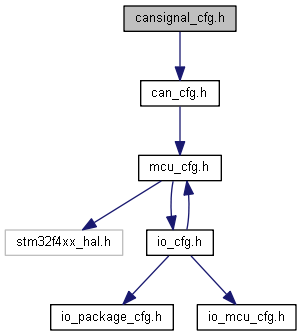 cansignal_cfg.h
can_cfg.h
mcu_cfg.h
stm32f4xx_hal.h
io_cfg.h
io_package_cfg.h
io_mcu_cfg.h